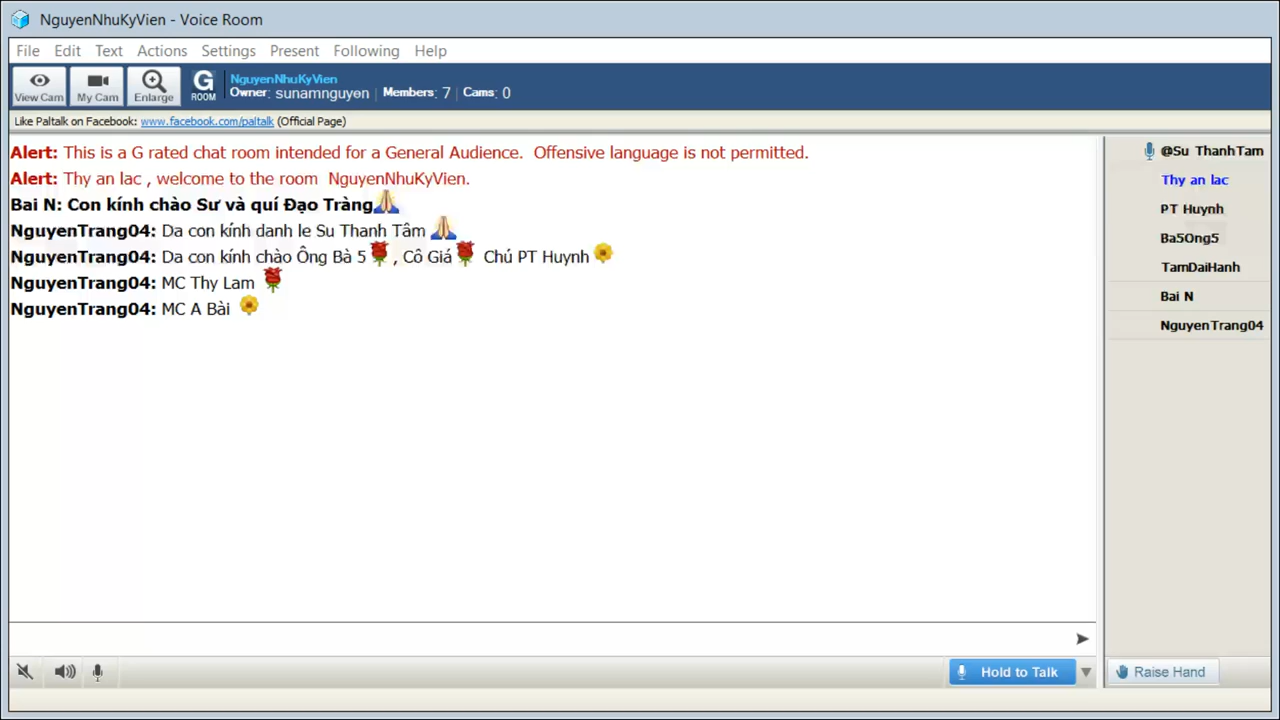 NguyenNhuKyVien - Voice Room
File Edit Text Actions Settings Present Following Help
View Cam
My Cam
Enlarge
G
ROOM
NguyenNhuKyVien
Owner: sunamnguyen | Members: 7 | Cams: 0
Like Paltalk on Facebook: www.facebook.com/paltalk (Official Page)
Alert: This is a G rated chat room intended for a General Audience. Offensive language is not permitted.
Alert: Thy an lac , welcome to the room NguyenNhuKyVien.
Bai N: Con kính chào Sư và quí Đạo Tràng
NguyenTrang04: Da con kính danh le Su Thanh Tâm
NguyenTrang04: Da con kính chào Ông Bà 5 , Cô Giá Chú PT Huynh
NguyenTrang04: MC Thy Lam
NguyenTrang04: MC A Bài
@Su ThanhTam
Thy an lac
PT Huynh
Ba5Ong5
TamDaiHanh
Bai N
NguyenTrang04
Hold to Talk
Raise Hand